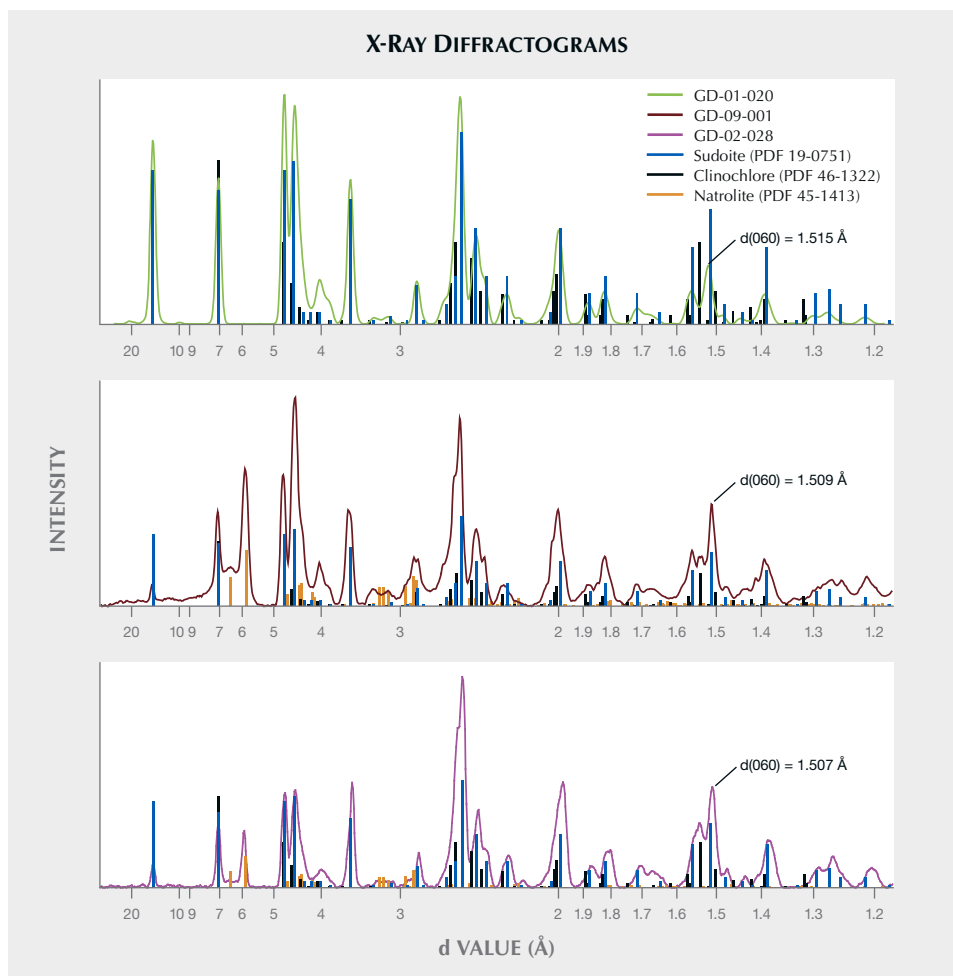 X-RAY DIFFRACTOGRAMS
GD-01-020
GD-09-001
GD-02-028
Sudoite (PDF 19-0751)
Clinochlore (PDF 46-1322)
Natrolite (PDF 45-1413)
d(060) = 1.515 Å
20 10 9 7 6 5 4 3 2 1.9 1.8 1.7 1.6 1.5 1.4 1.3 1.2
d(060) = 1.509 Å
20 10 9 7 6 5 4 3 2 1.9 1.8 1.7 1.6 1.5 1.4 1.3 1.2
INTENSITY
d(060) = 1.507 Å
20 10 9 7 6 5 4 3 2 1.9 1.8 1.7 1.6 1.5 1.4 1.3 1.2
d VALUE (Å)